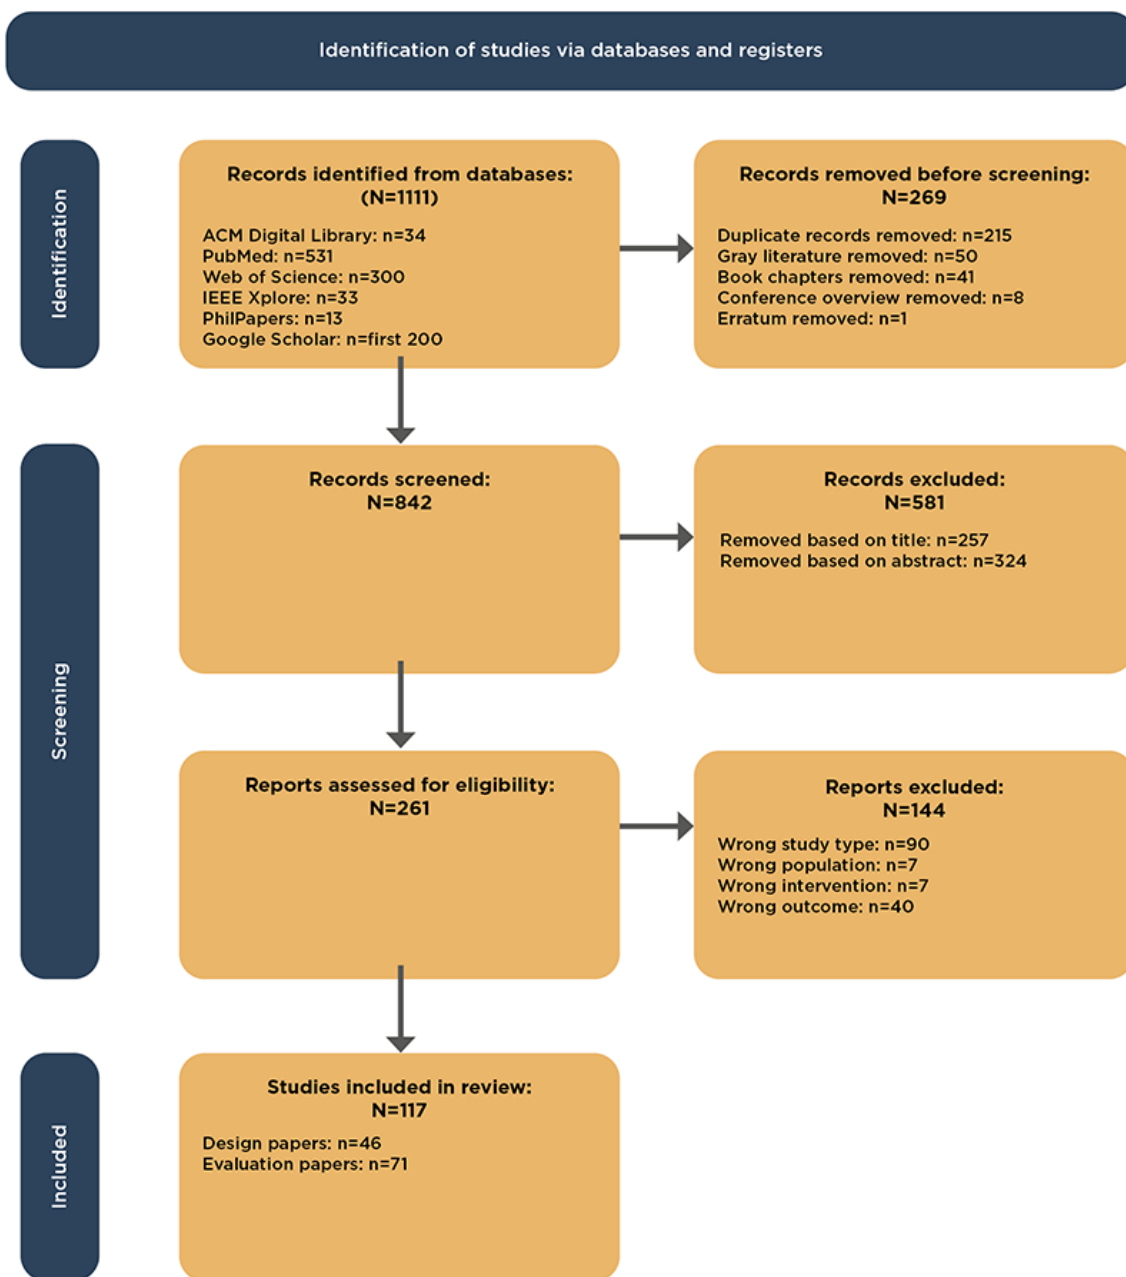 Identification of studies via databases and registers
Identification
Records identified from databases:
(N=1111)
ACM Digital Library: n=34
PubMed: n=531
Web of Science: n=300
IEEE Xplore: n=33
PhilPapers: n=13
Google Scholar: n=first 200
Records removed before screening:
N=269
Duplicate records removed: n=215
Gray literature removed: n=50
Book chapters removed: n=41
Conference overview removed: n=8
Erratum removed: n=1
Screening
Records screened:
N=842
Records excluded:
N=581
Removed based on title: n=257
Removed based on abstract: n=324
Reports assessed for eligibility:
N=261
Reports excluded:
N=144
Wrong study type: n=90
Wrong population: n=7
Wrong intervention: n=7
Wrong outcome: n=40
Included
Studies included in review:
N=117
Design papers: n=46
Evaluation papers: n=71